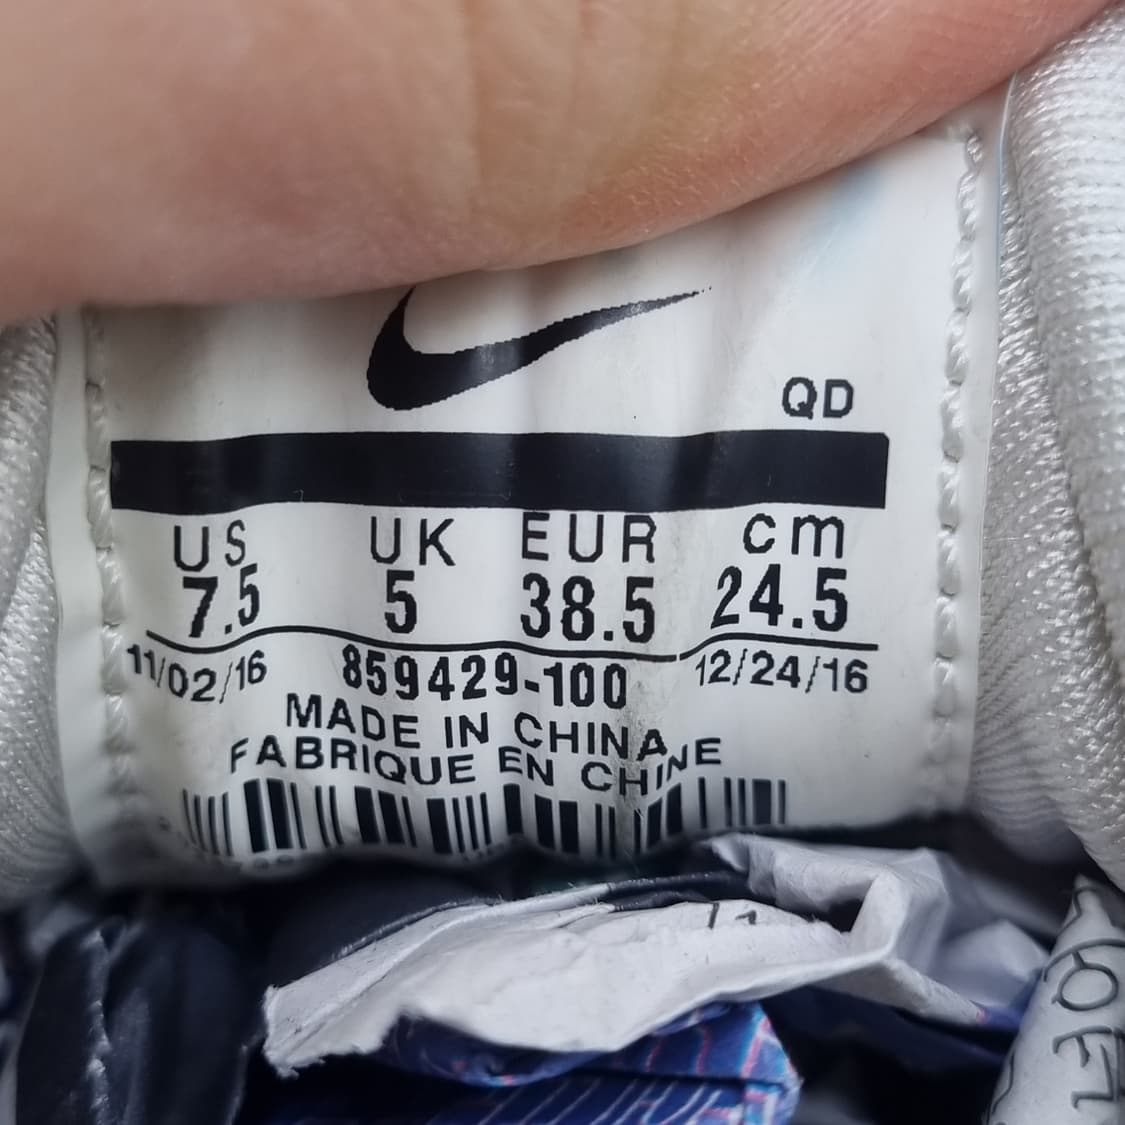 QD
US UK EUR cm
7.5 5 38.5 24.5
11/02/16 859429-100 12/24/16
MADE IN CHINA
FABRIQUE EN CHINE